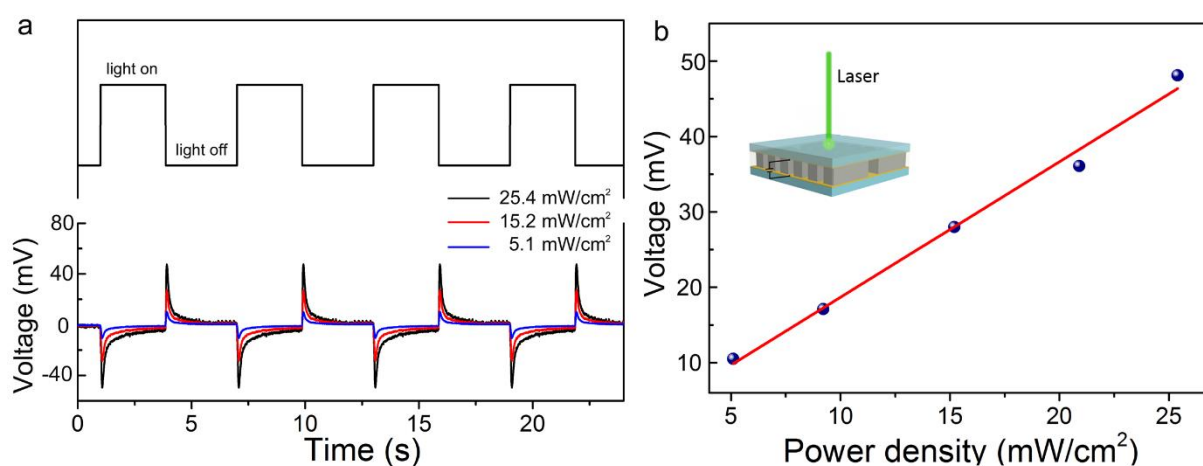 a
light on
light off
25.4 mW/cm²
15.2 mW/cm²
5.1 mW/cm²
80
40
0
-40
Voltage (mV)
0
5
10
15
20
Time (s)
b
Laser
50
40
30
20
10
Voltage (mV)
5
10
15
20
25
Power density (mW/cm²)